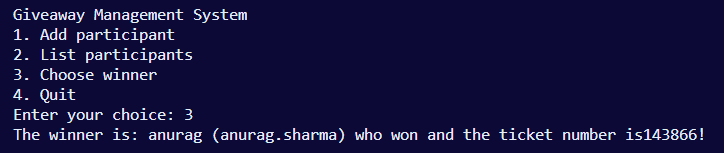 Giveaway Management System
1. Add participant
2. List participants
3. Choose winner
4. Quit
Enter your choice: 3
The winner is: anurag (anurag.sharma) who won and the ticket number is143866!